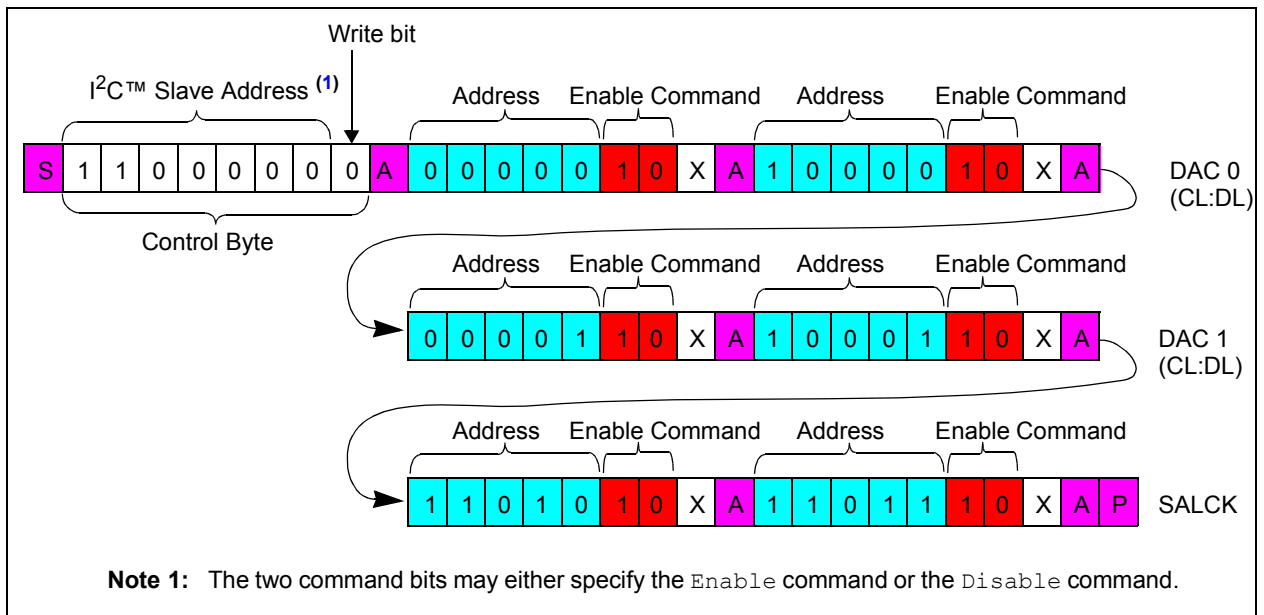 Write bit
I²C™ Slave Address (1)
Address Enable Command Address Enable Command
S 1 1 0 0 0 0 0 0 A 0 0 0 0 0 1 0 X A 1 0 0 0 0 1 0 X A DAC 0
(CL:DL)
Control Byte
Address Enable Command Address Enable Command
0 0 0 0 1 1 0 X A 1 0 0 0 1 1 0 X A DAC 1
(CL:DL)
Address Enable Command Address Enable Command
1 1 0 1 0 1 0 X A 1 1 0 1 1 1 0 X A P SALCK
Note 1: The two command bits may either specify the Enable command or the Disable command.